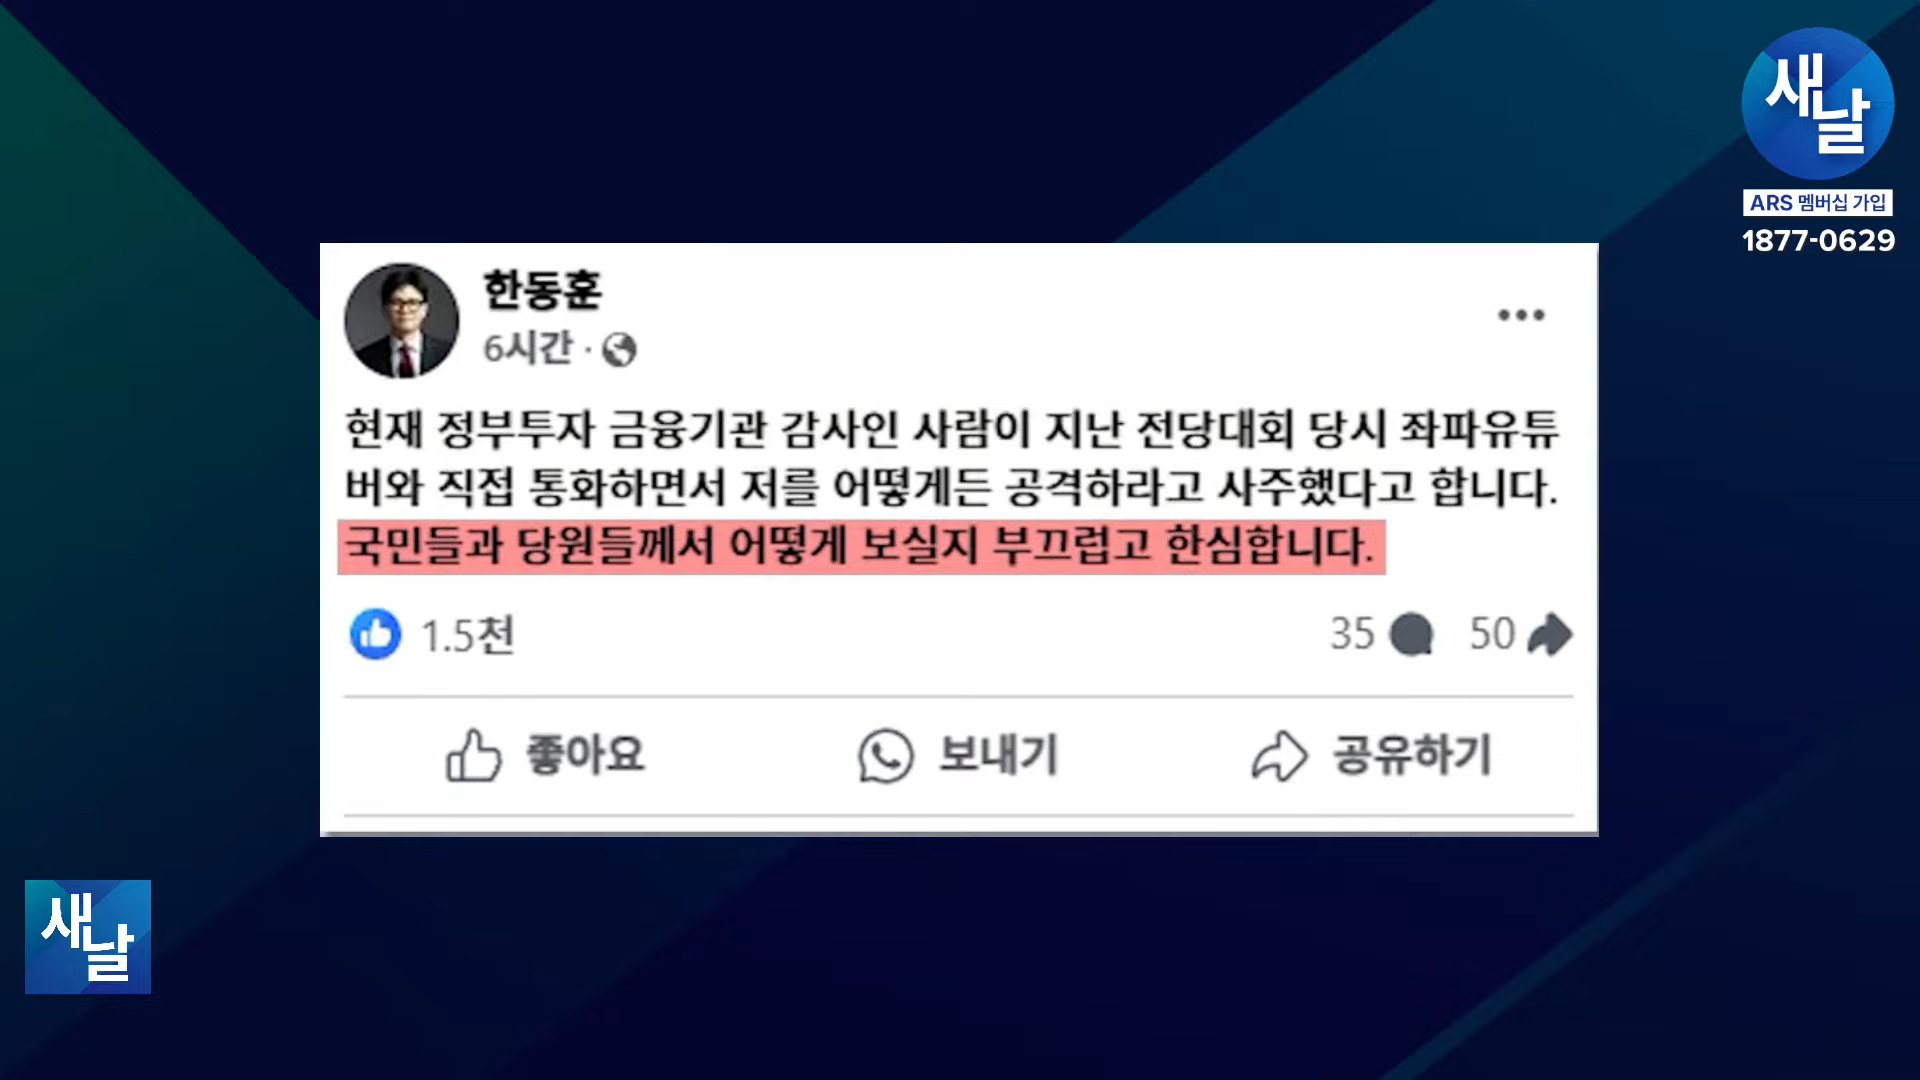 새날
ARS 멤버십 가입
1877-0629
한동훈
6시간 ·
현재 정부투자 금융기관 감사인 사람이 지난 전당대회 당시 좌파유튜
버와 직접 통화하면서 저를 어떻게든 공격하라고 사주했다고 합니다.
국민들과 당원들께서 어떻게 보실지 부끄럽고 한심합니다.
1.5천
35 50
좋아요 보내기 공유하기
새날